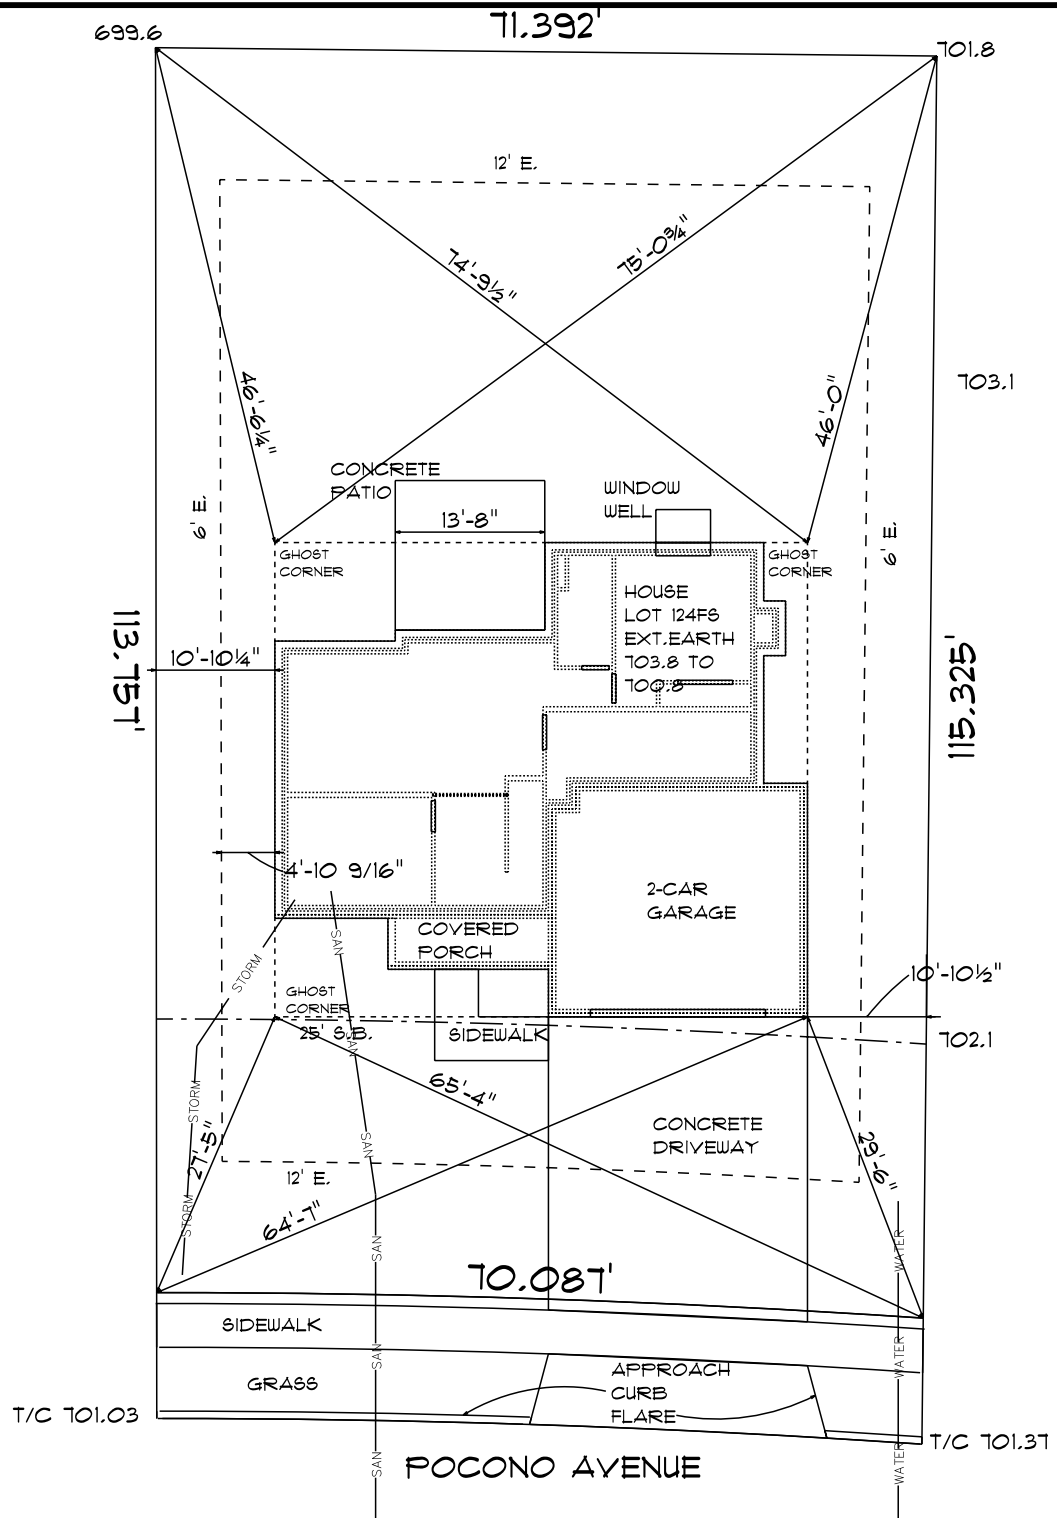 71.392'
699.6
701.8
12' E.
74'-9½"
75'-0¾"
46'-6¼"
46'-0"
703.1
CONCRETE
PATIO
WINDOW
WELL
6' E.
13'-8"
6' E.
GHOST
CORNER
GHOST
CORNER
HOUSE
LOT 124FS
EXT.EARTH
703.8 TO
700.8
113.757'
10'-10¼"
115.325'
4'-10 9/16"
2-CAR
GARAGE
COVERED
PORCH
SAN
STORM
10'-10½"
GHOST
CORNER
25' S.B.
SIDEWALK
702.1
SAN
65'-4"
STORM
CONCRETE
DRIVEWAY
27'-5"
SAN
29'-6"
12' E.
64'-7"
STORM
SAN
WATER
70.087'
SIDEWALK
SAN
WATER
GRASS
APPROACH
CURB
FLARE
T/C 701.03
T/C 701.37
SAN
WATER
POCONO AVENUE